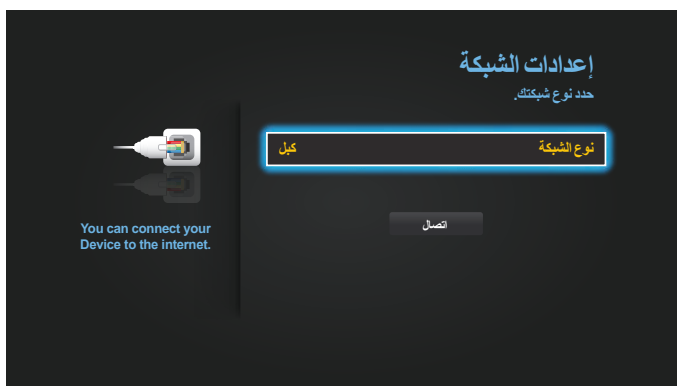 إعدادات الشبكة
حدد نوع شبكتك.
نوع الشبكة كبل
اتصال
You can connect your
Device to the internet.